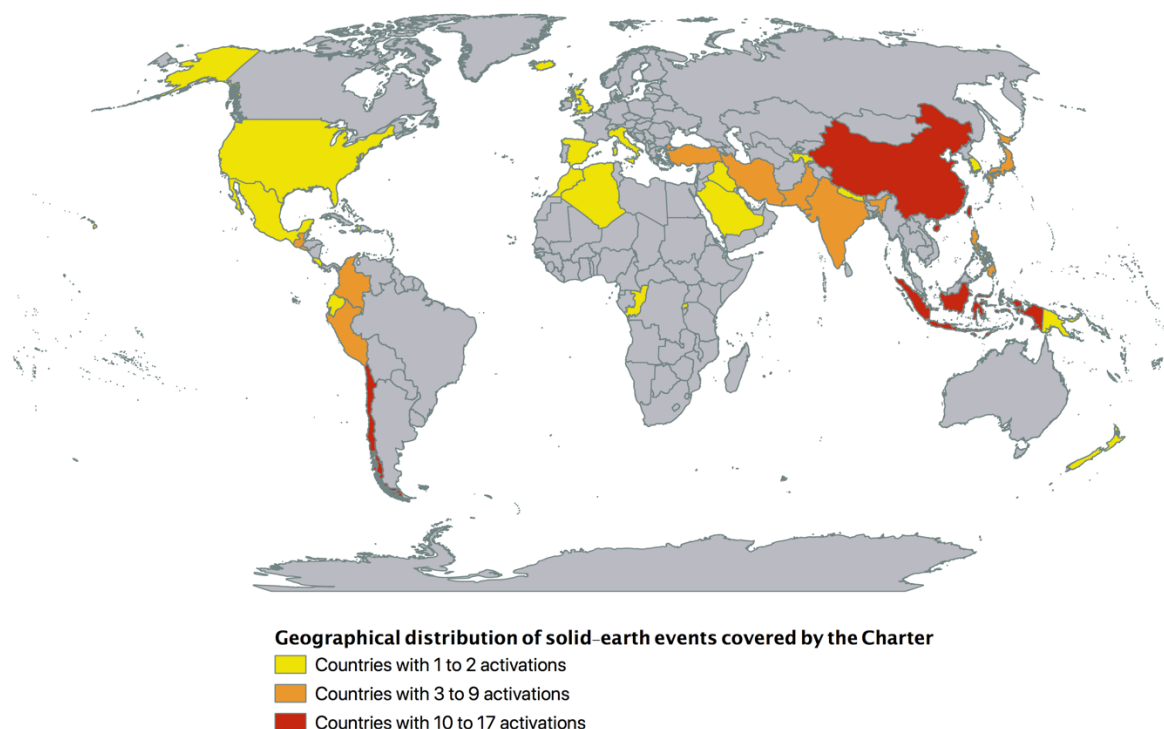 Geographical distribution of solid-earth events covered by the Charter
Countries with 1 to 2 activations
Countries with 3 to 9 activations
Countries with 10 to 17 activations